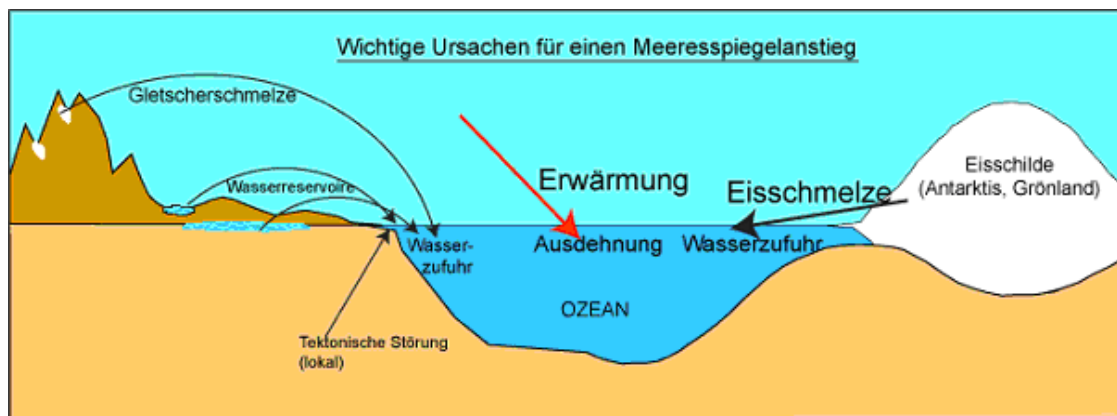 Wichtige Ursachen für einen Meeresspiegelanstieg
Gletscherschmelze
Wasserreservoire
Erwärmung
Eisschmelze
Eisschilde
(Antarktis, Grönland)
Wasser-
zufuhr
Ausdehnung
Wasserzufuhr
OZEAN
Tektonische Störung
(lokal)